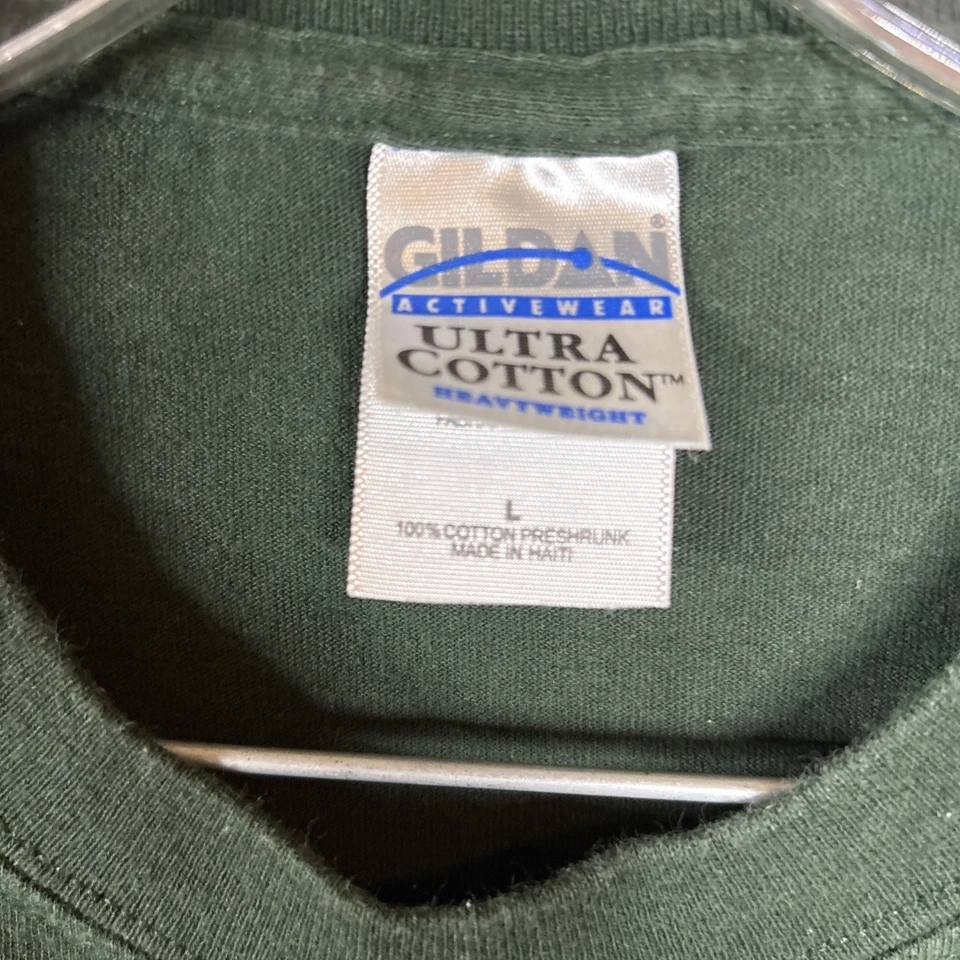 GILDAN®
ACTIVEWEAR
ULTRA
COTTON™
HEAVYWEIGHT
L
100% COTTON PRESHRUNK
MADE IN HAITI